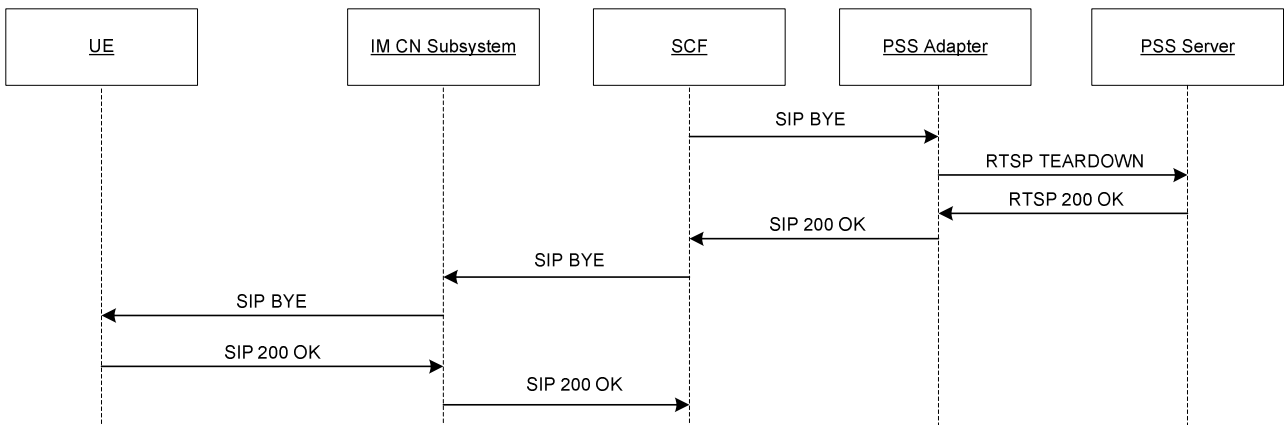 UE
IM CN Subsystem
SCF
PSS Adapter
PSS Server
SIP BYE
RTSP TEARDOWN
RTSP 200 OK
SIP 200 OK
SIP BYE
SIP BYE
SIP 200 OK
SIP 200 OK